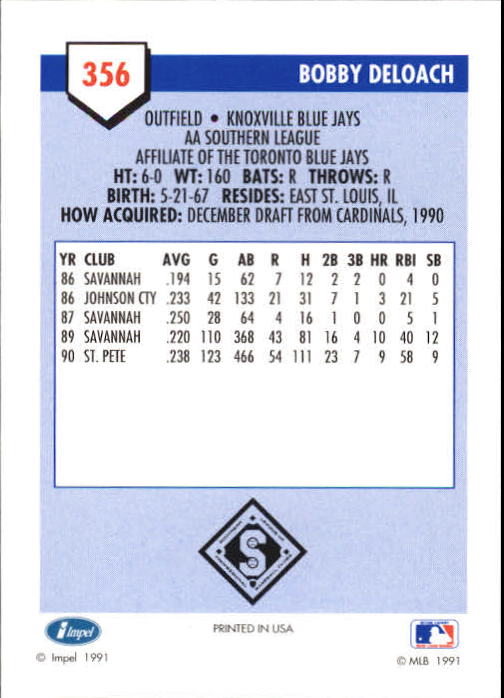 356
BOBBY DELOACH
OUTFIELD • KNOXVILLE BLUE JAYS
AA SOUTHERN LEAGUE
AFFILIATE OF THE TORONTO BLUE JAYS
HT: 6-0 WT: 160 BATS: R THROWS: R
BIRTH: 5-21-67 RESIDES: EAST ST. LOUIS, IL
HOW ACQUIRED: DECEMBER DRAFT FROM CARDINALS, 1990
YR CLUB AVG G AB R H 2B 3B HR RBI SB
86 SAVANNAH .194 15 62 7 12 2 2 0 4 0
86 JOHNSON CTY .233 42 133 21 31 7 1 3 21 5
87 SAVANNAH .250 28 64 4 16 1 0 0 5 1
89 SAVANNAH .220 110 368 43 81 16 4 10 40 12
90 ST. PETE .238 123 466 54 111 23 7 9 58 9
S
Impel
PRINTED IN USA
© Impel 1991
© MLB 1991